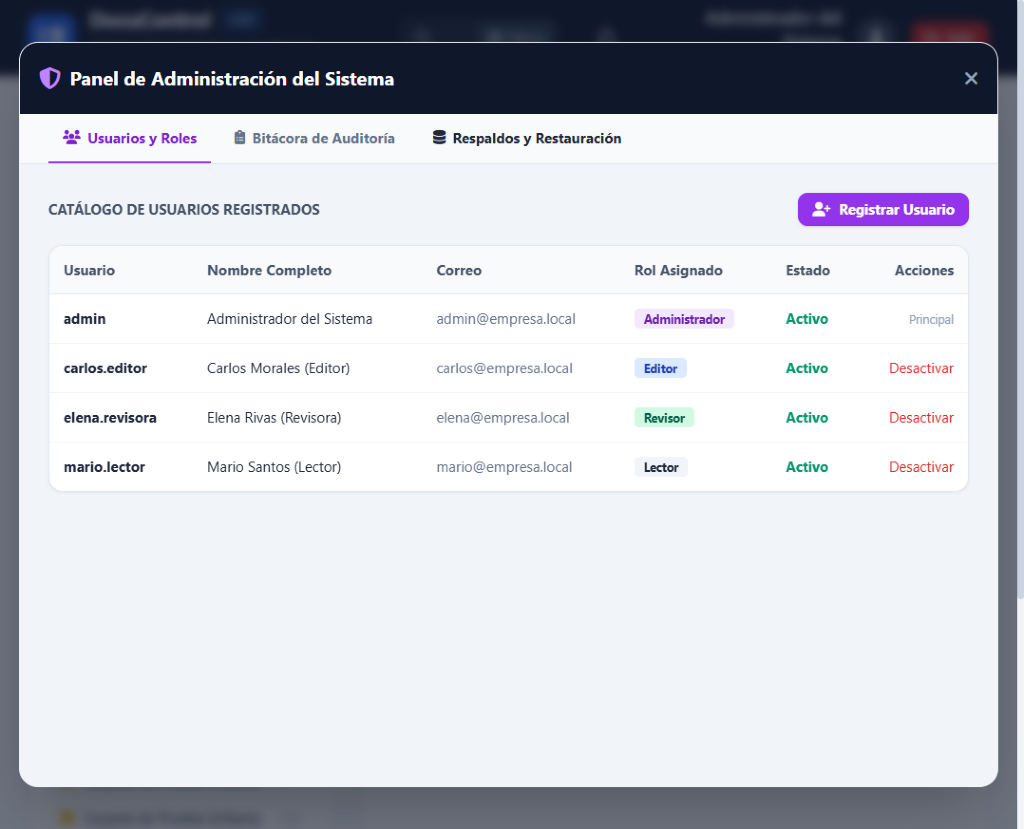 Panel de Administración del Sistema
Usuarios y Roles
Bitácora de Auditoría
Respaldos y Restauración
CATÁLOGO DE USUARIOS REGISTRADOS
Registrar Usuario
Usuario Nombre Completo Correo Rol Asignado Estado Acciones
admin Administrador del Sistema admin@empresa.local Administrador Activo Principal
carlos.editor Carlos Morales (Editor) carlos@empresa.local Editor Activo Desactivar
elena.revisora Elena Rivas (Revisora) elena@empresa.local Revisor Activo Desactivar
mario.lector Mario Santos (Lector) mario@empresa.local Lector Activo Desactivar